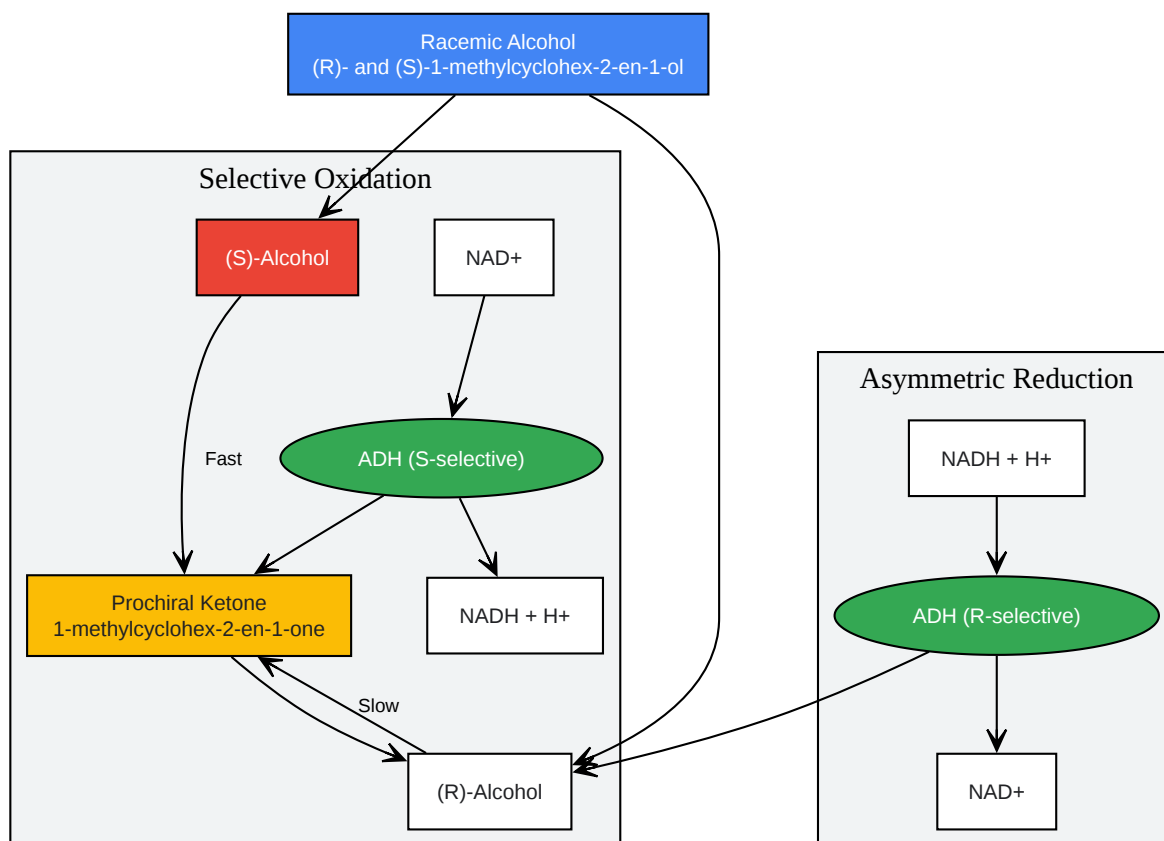 Racemic Alcohol
(R)- and (S)-1-methylcyclohex-2-en-1-ol
Selective Oxidation
(S)-Alcohol
NAD+
Fast
ADH (S-selective)
Prochiral Ketone
1-methylcyclohex-2-en-1-one
NADH + H+
Slow
(R)-Alcohol
Asymmetric Reduction
NADH + H+
ADH (R-selective)
NAD+